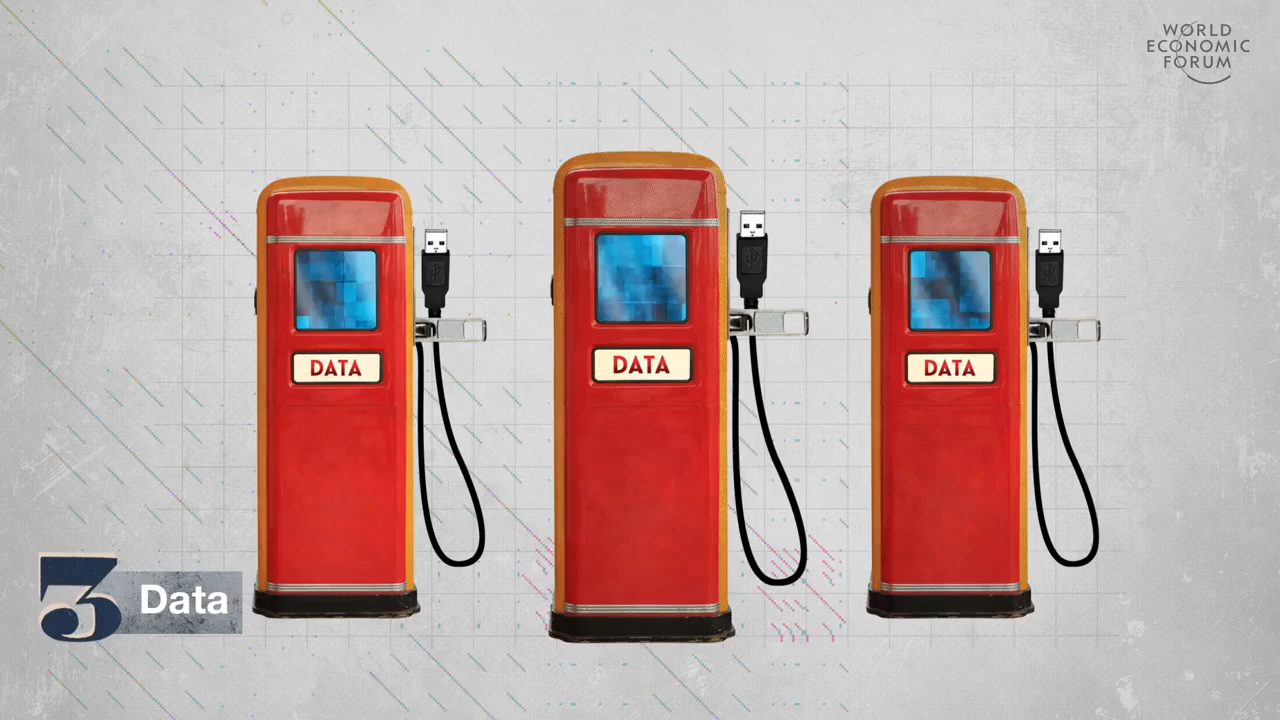 WORLD
ECONOMIC
FORUM
DATA
DATA
DATA
3 Data